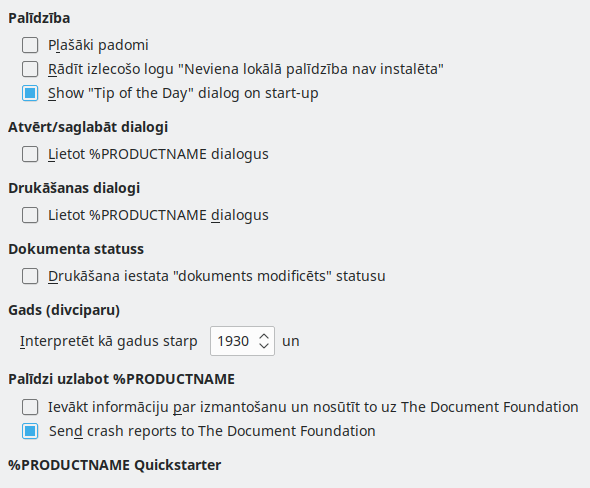 Palīdzība
Plašāki padomi
Rādīt izlecošo logu "Neviena lokālā palīdzība nav instalēta"
Show "Tip of the Day" dialog on start-up
Atvērt/saglabāt dialogi
Lietot %PRODUCTNAME dialogus
Drukāšanas dialogi
Lietot %PRODUCTNAME dialogus
Dokumenta statuss
Drukāšana iestata "dokuments modificēts" statusu
Gads (divciparu)
Interpretēt kā gadus starp 1930 un
Palīdzi uzlabot %PRODUCTNAME
Ievākt informāciju par izmantošanu un nosūtīt to uz The Document Foundation
Send crash reports to The Document Foundation
%PRODUCTNAME Quickstarter